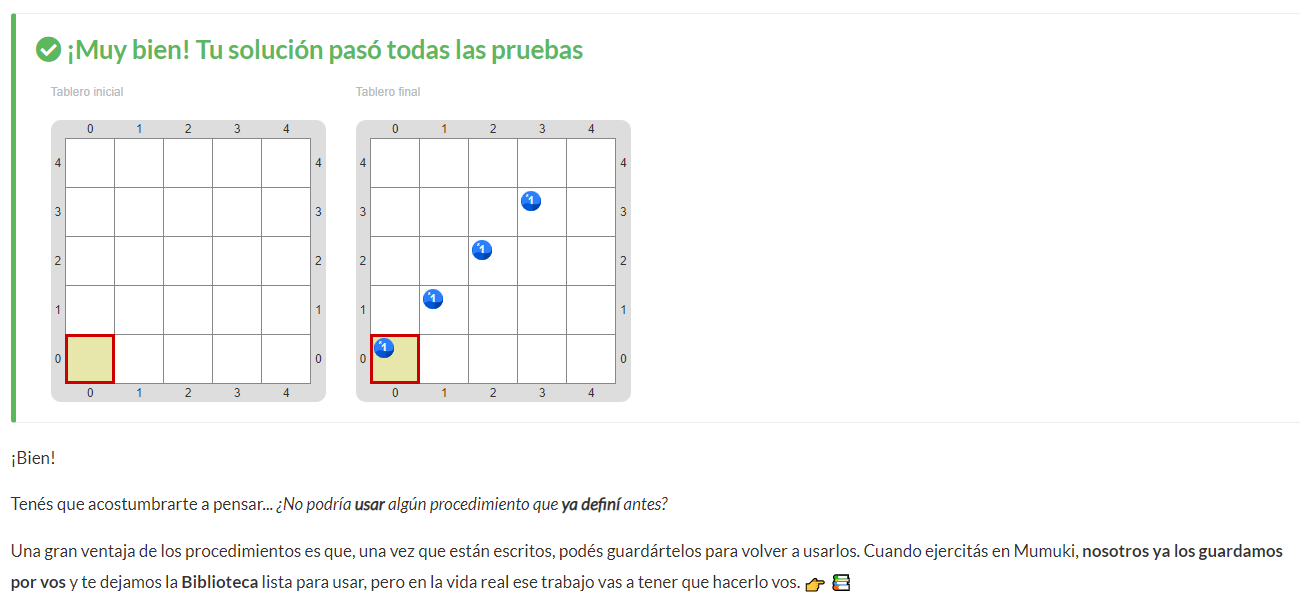 ¡Muy bien! Tu solución pasó todas las pruebas
Tablero inicial
Tablero final
0 1 2 3 4
0 1 2 3 4
4 4
4 4
3 3
3 1 3
2 2
2 1 2
1 1
1 1 1
0 0
0 1 0
0 1 2 3 4
0 1 2 3 4
¡Bien!
Tenés que acostumbrarte a pensar... ¿No podría usar algún procedimiento que ya definí antes?
Una gran ventaja de los procedimientos es que, una vez que están escritos, podés guardártelos para volver a usarlos. Cuando ejercitás en Mumuki, nosotros ya los guardamos
por vos y te dejamos la Biblioteca lista para usar, pero en la vida real ese trabajo vas a tener que hacerlo vos. 👉 📚